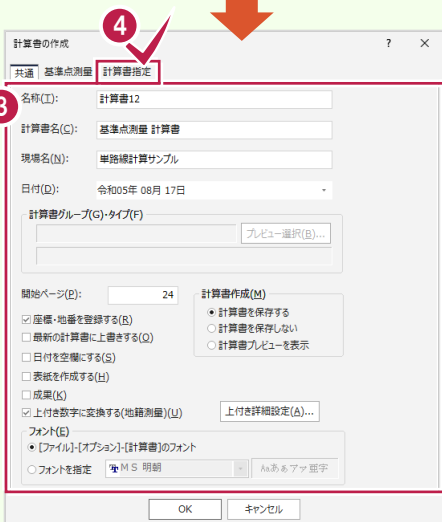 4
計算書の作成 ? ×
共通 基準点測量 計算書指定
3
名称(T): 計算書12
計算書名(C): 基準点測量 計算書
現場名(N): 単路線計算サンプル
日付(D): 令和05年 08月 17日
計算書グループ(G)・タイプ(F)
プレビュー選択(B)...
開始ページ(P): 24
計算書作成(M)
計算書を保存する
計算書を保存しない
計算書プレビューを表示
座標・地番を登録する(R)
最新の計算書に上書きする(O)
日付を空欄にする(S)
表紙を作成する(H)
成果(K)
上付き数字に変換する(地籍測量)(U) 上付き詳細設定(A)...
フォント(E)
[ファイル]-[オプション]-[計算書]のフォント
フォントを指定 MS 明朝 Aaあぁアァ亜宇
OK キャンセル